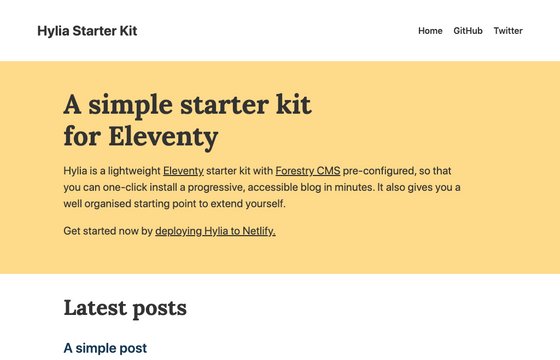 Hylia Starter Kit
Home GitHub Twitter
A simple starter kit
for Eleventy
Hylia is a lightweight Eleventy starter kit with Forestry CMS pre-configured, so that
you can one-click install a progressive, accessible blog in minutes. It also gives you a
well organised starting point to extend yourself.
Get started now by deploying Hylia to Netlify.
Latest posts
A simple post